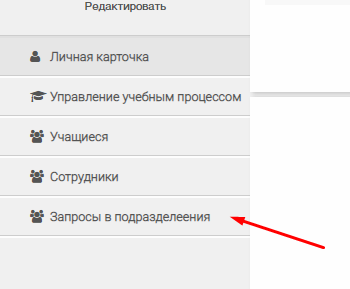 Редактировать
Личная карточка
Управление учебным процессом
Учащиеся
Сотрудники
Запросы в подразделеения